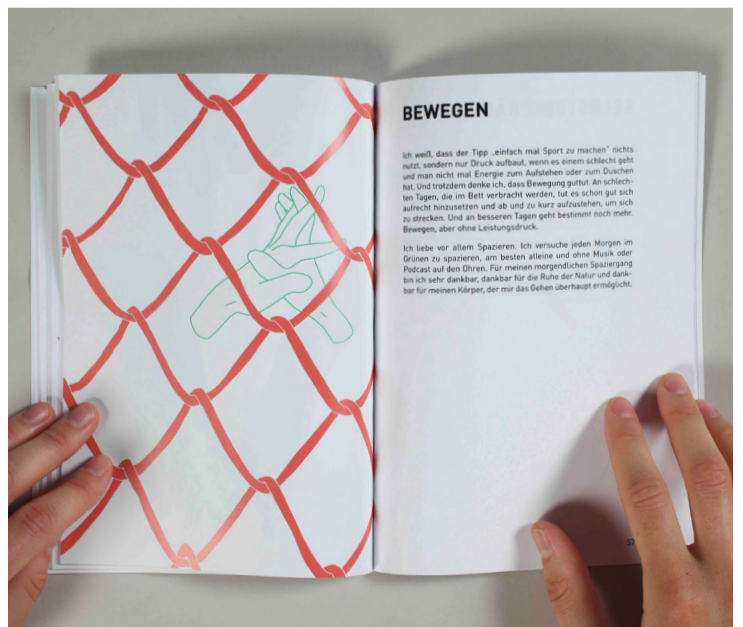 BEWEGEN
Ich weiß, dass der Tipp „einfach mal Sport zu machen“ nichts
nutzt, sondern nur Druck aufbaut, wenn es einem schlecht geht
und man nicht mal Energie zum Aufstehen oder zum Duschen
hat. Und trotzdem denke ich, dass Bewegung guttut. An schlech-
ten Tagen, die im Bett verbracht werden, tut es schon gut sich
aufrecht hinzusetzen und ab und zu kurz aufzustehen, um sich
zu strecken. Und an besseren Tagen geht bestimmt noch mehr.
Bewegen, aber ohne Leistungsdruck.
Ich liebe vor allem Spazieren. Ich versuche jeden Morgen im
Grünen zu spazieren, am besten alleine und ohne Musik oder
Podcast auf den Ohren. Für meinen morgendlichen Spaziergang
bin ich sehr dankbar, dankbar für die Ruhe der Natur und dank-
bar für meinen Körper, der mir das Gehen überhaupt ermöglicht.